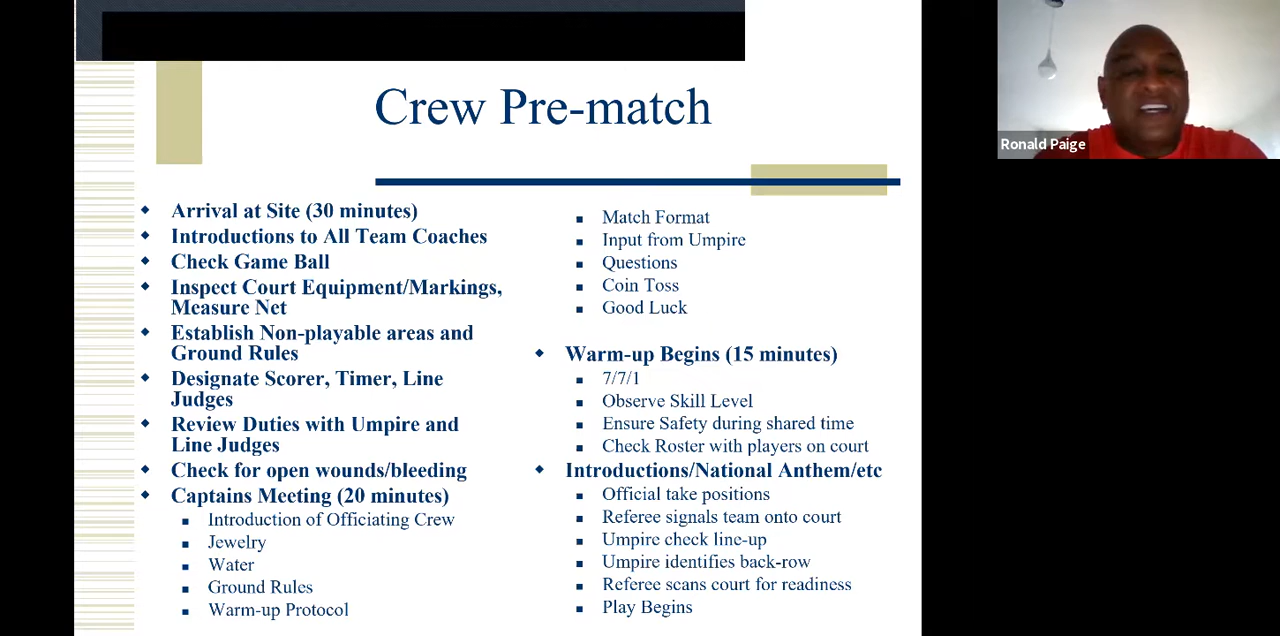 Crew Pre-match
Arrival at Site (30 minutes)
Introductions to All Team Coaches
Check Game Ball
Inspect Court Equipment/Markings,
Measure Net
Establish Non-playable areas and
Ground Rules
Designate Scorer, Timer, Line
Judges
Review Duties with Umpire and
Line Judges
Check for open wounds/bleeding
Captains Meeting (20 minutes)
Introduction of Officiating Crew
Jewelry
Water
Ground Rules
Warm-up Protocol
Match Format
Input from Umpire
Questions
Coin Toss
Good Luck
Warm-up Begins (15 minutes)
7/7/1
Observe Skill Level
Ensure Safety during shared time
Check Roster with players on court
Introductions/National Anthem/etc
Official take positions
Referee signals team onto court
Umpire check line-up
Umpire identifies back-row
Referee scans court for readiness
Play Begins
Ronald Paige